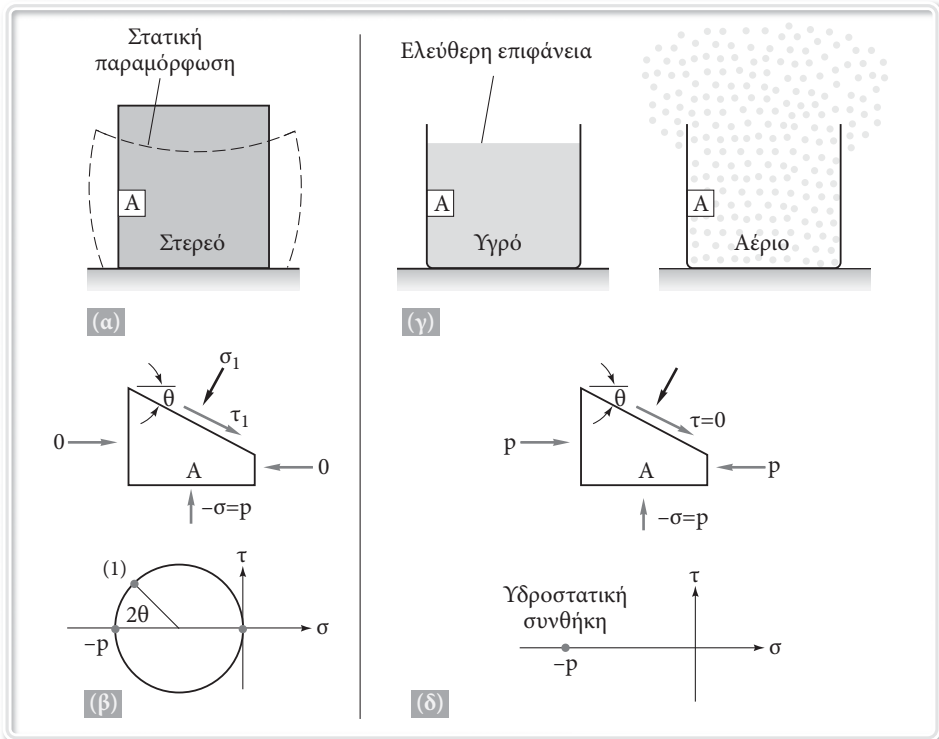 Στατική
παραμόρφωση
A
Στερεό
(α)
Ελεύθερη επιφάνεια
A
Υγρό
A
Αέριο
(γ)
θ
σ1
τ1
0
0
A
–σ=p
(1)
2θ
–p
τ
σ
(β)
θ
τ=0
p
p
A
–σ=p
Υδροστατική
συνθήκη
–p
τ
σ
(δ)